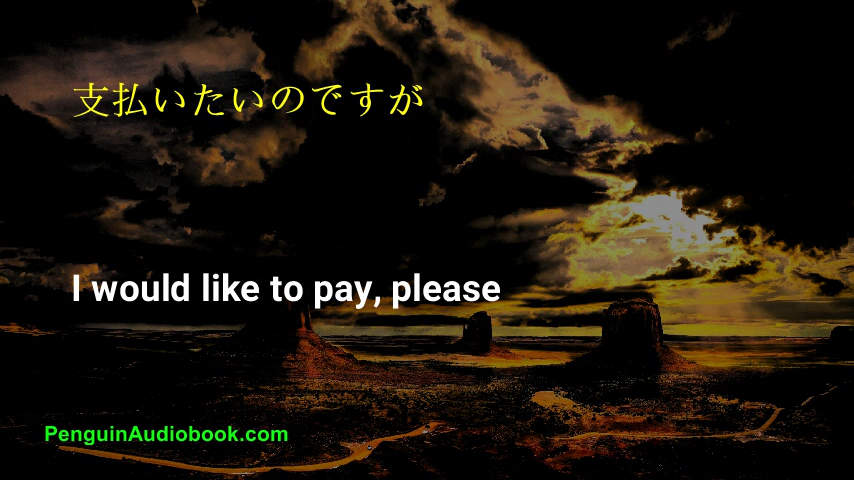 支払いたいのですが
I would like to pay, please
PenguinAudiobook.com